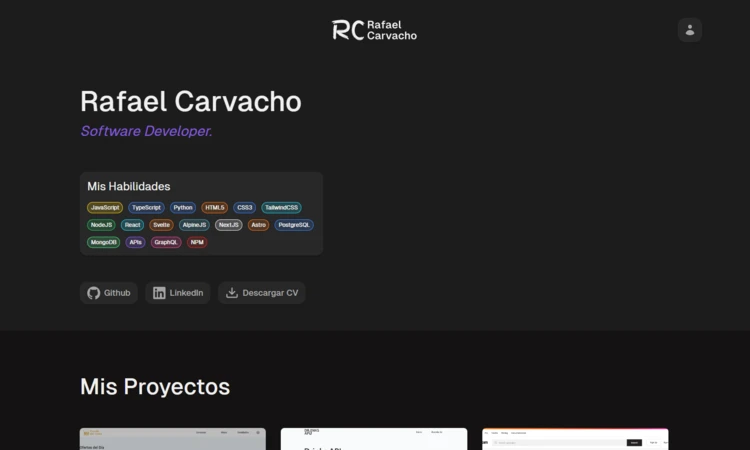 RC Rafael
Carvacho
Rafael Carvacho
Software Developer.
Mis Habilidades
JavaScript TypeScript Python HTML5 CSS3 TailwindCSS
NodeJS React Svelte AlpineJS NextJS Astro PostgreSQL
MongoDB APIs GraphQL NPM
Github LinkedIn Descargar CV
Mis Proyectos